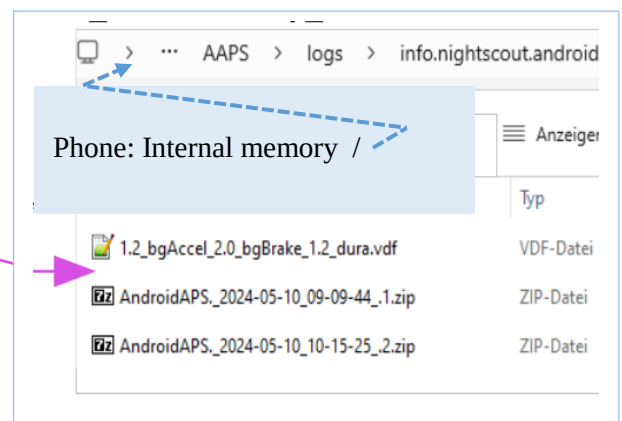 > ... AAPS > logs > info.nightscout.android
Phone: Internal memory /
Anzeigen
Typ
1.2_bgAccel_2.0_bgBrake_1.2_dura.vdf VDF-Datei
AndroidAPS._2024-05-10_09-09-44_.1.zip ZIP-Datei
AndroidAPS._2024-05-10_10-15-25_.2.zip ZIP-Datei